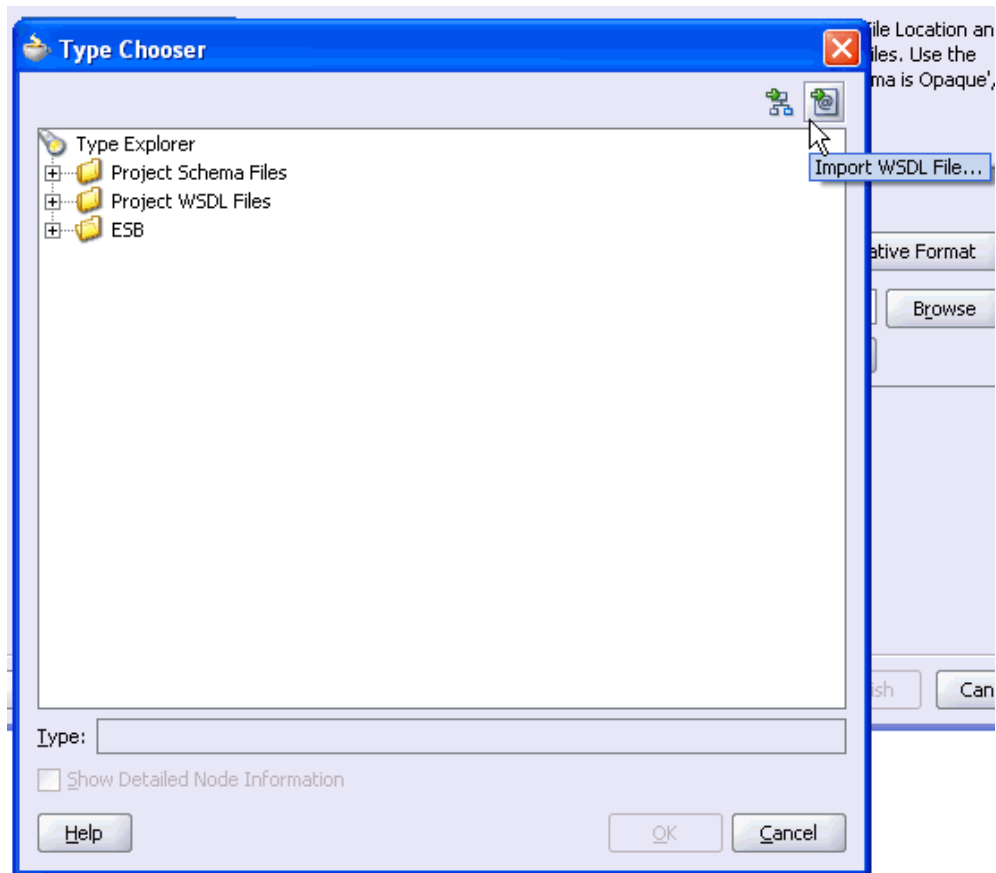 Type Chooser
ile Location an
iles. Use the
ma is Opaque',
Type Explorer
Project Schema Files
Project WSDL Files
ESB
Import WSDL File...
ative Format
Browse
ish
Can
Type:
Show Detailed Node Information
Help
OK
Cancel